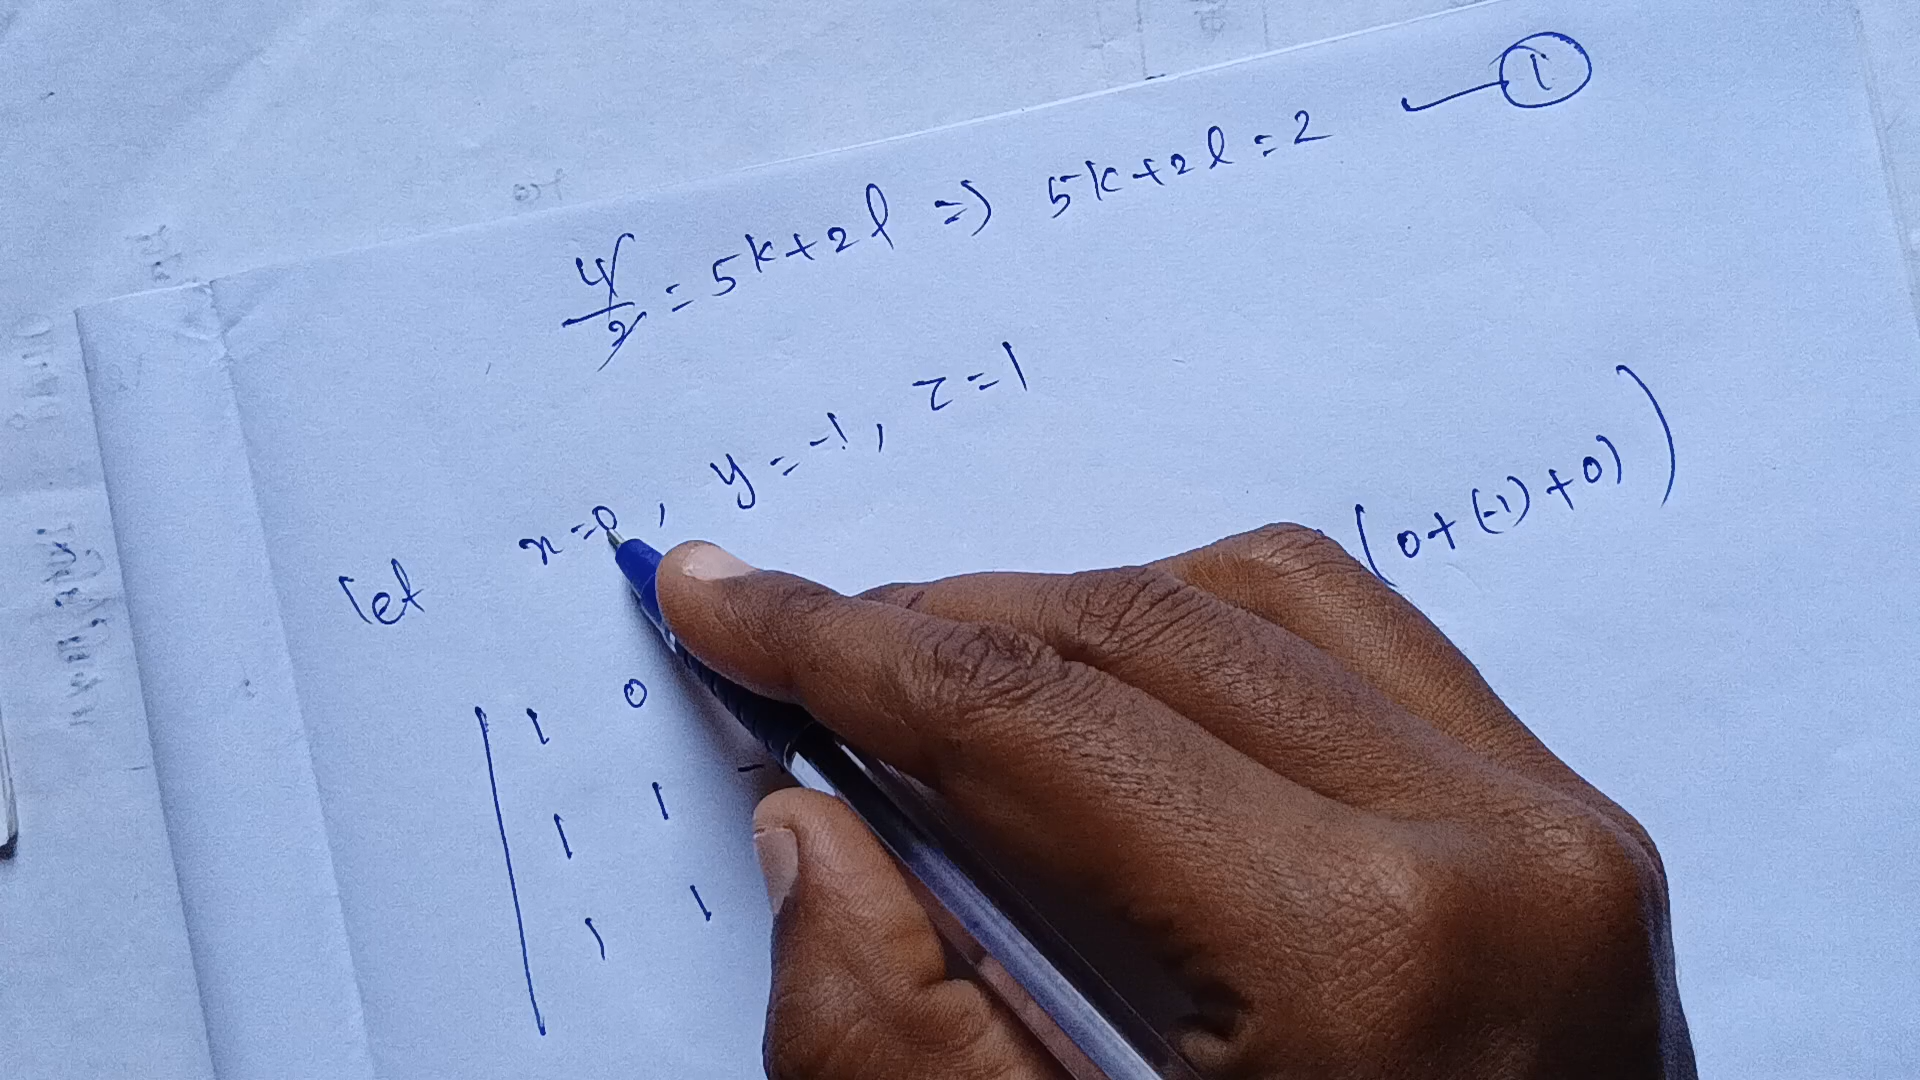 4/2 = 5k+2l => 5k+2l = 2 ①
let x=0, y=-1, z=1
(0+(-1)+0))
| 1 0
1 1 -
1 1